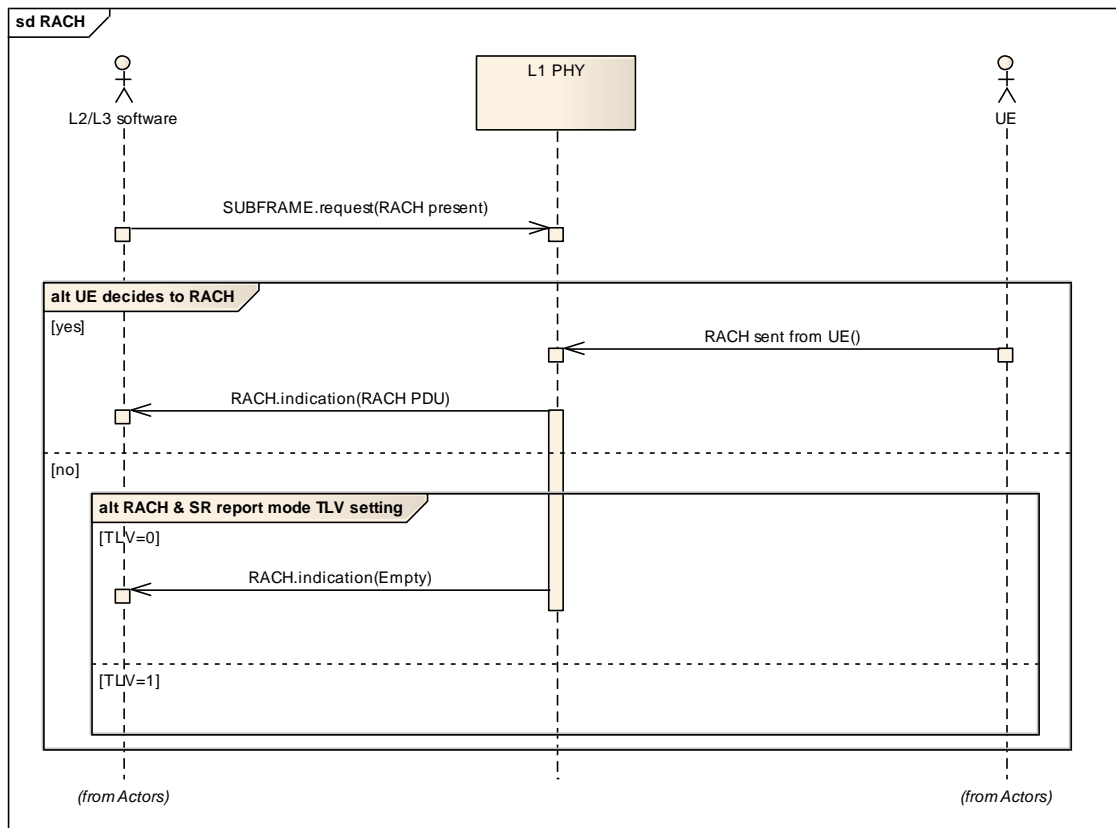 sd RACH
L2/L3 software
L1 PHY
UE
SUBFRAME.request(RACH present)
alt UE decides to RACH
[yes]
RACH sent from UE()
RACH.indication(RACH PDU)
[no]
alt RACH & SR report mode TLV setting
[TLV=0]
RACH.indication(Empty)
[TLV=1]
(from Actors)
(from Actors)